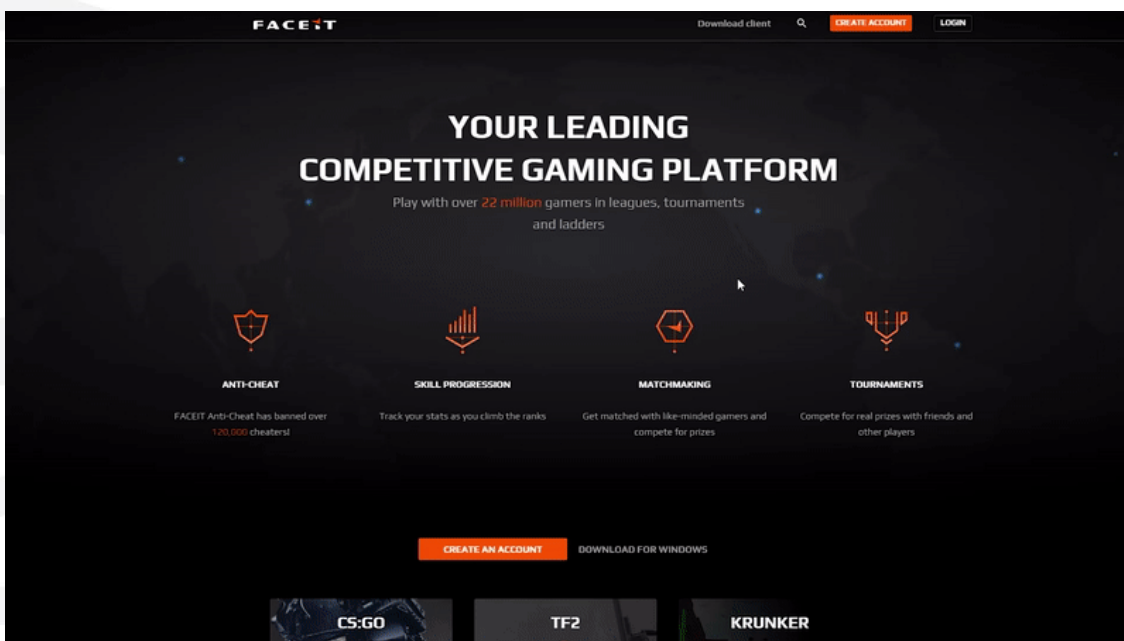 FACEIT
Download client
CREATE ACCOUNT
LOGIN
YOUR LEADING
COMPETITIVE GAMING PLATFORM
Play with over 22 million gamers in leagues, tournaments
and ladders
ANTI-CHEAT
FACEIT Anti-Cheat has banned over
120,000 cheaters!
SKILL PROGRESSION
Track your stats as you climb the ranks
MATCHMAKING
Get matched with like-minded gamers and
compete for prizes
TOURNAMENTS
Compete for real prizes with friends and
other players
CREATE AN ACCOUNT
DOWNLOAD FOR WINDOWS
CS:GO
TF2
KRUNKER